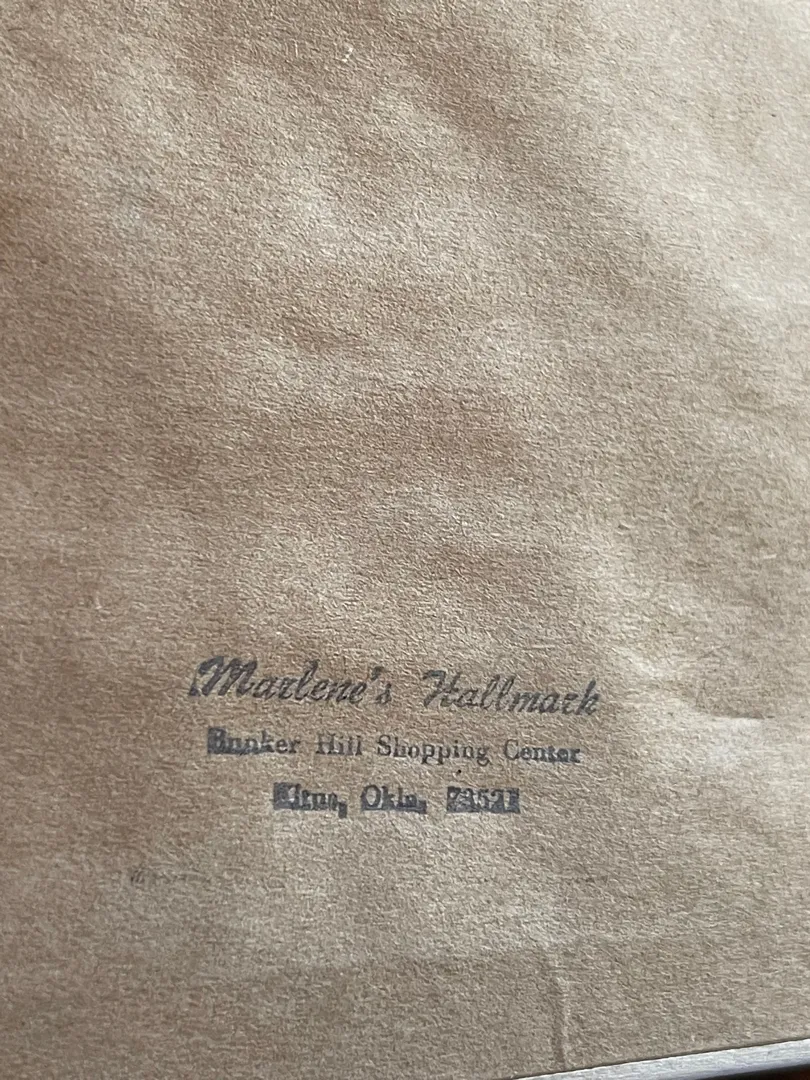 Marlene's Hallmark
Bunker Hill Shopping Center
Altus, Okla. 73521